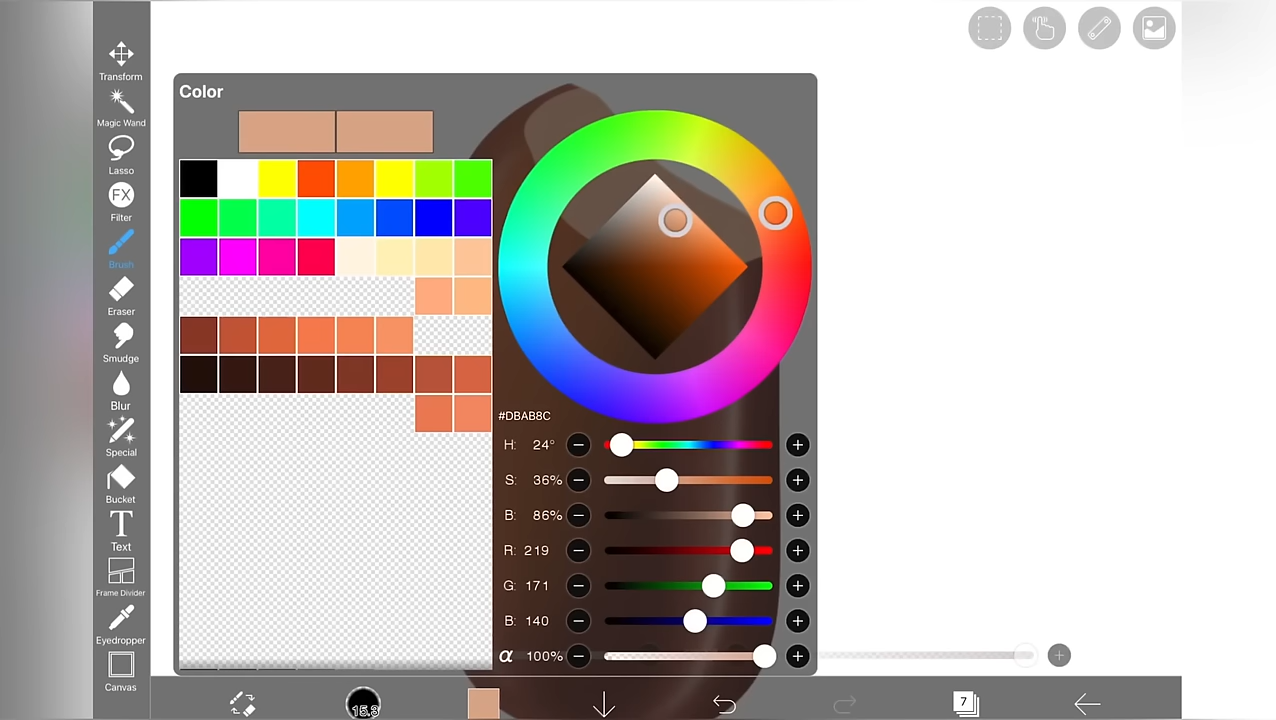 Transform
Magic Wand
Lasso
FX
Filter
Brush
Eraser
Smudge
Blur
Special
Bucket
T
Text
Frame Divider
Eyedropper
Canvas
Color
#DBAB8C
H: 24°
S: 36%
B: 86%
R: 219
G: 171
B: 140
α 100%
15.3
7